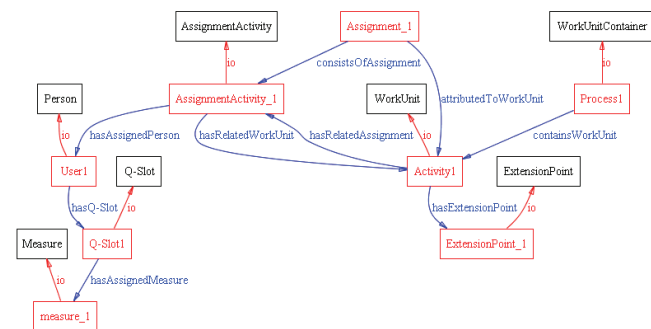 AssignmentActivity
Assignment_1
WorkUnitContainer
io
consistsOfAssignment
io
Person
AssignmentActivity_1
WorkUnit
attributedToWorkUnit
Process1
io
hasAssignedPerson
hasRelatedWorkUnit
hasRelatedAssignment
io
containsWorkUnit
User1
Q-Slot
Activity1
ExtensionPoint
hasQ-Slot
io
hasExtensionPoint
io
Measure
Q-Slot1
ExtensionPoint_1
io
hasAssignedMeasure
measure_1